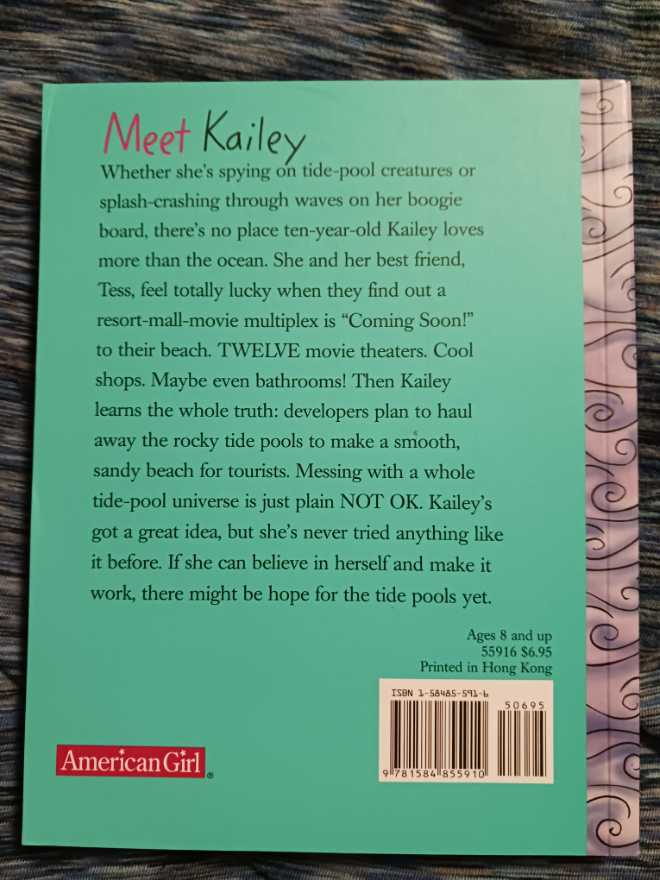 Meet Kailey
Whether she's spying on tide-pool creatures or
splash-crashing through waves on her boogie
board, there's no place ten-year-old Kailey loves
more than the ocean. She and her best friend,
Tess, feel totally lucky when they find out a
resort-mall-movie multiplex is “Coming Soon!”
to their beach. TWELVE movie theaters. Cool
shops. Maybe even bathrooms! Then Kailey
learns the whole truth: developers plan to haul
away the rocky tide pools to make a smooth,
sandy beach for tourists. Messing with a whole
tide-pool universe is just plain NOT OK. Kailey's
got a great idea, but she's never tried anything like
it before. If she can believe in herself and make it
work, there might be hope for the tide pools yet.
Ages 8 and up
55916 $6.95
Printed in Hong Kong
ISBN 1-58485-591-6
50695
9 781584 855910
American Girl®